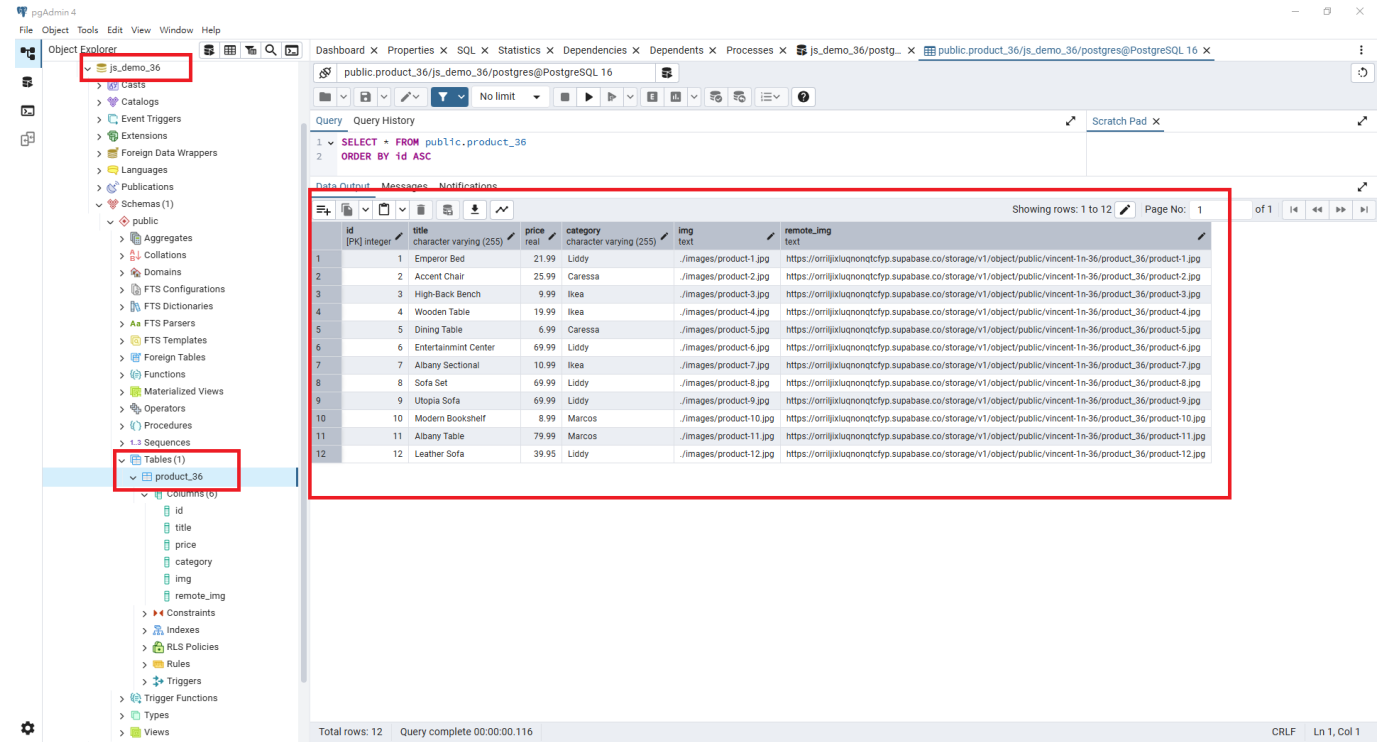 pgAdmin 4
File Object Tools Edit View Window Help
Object Explorer
js_demo_36
Casts
Catalogs
Event Triggers
Extensions
Foreign Data Wrappers
Languages
Publications
Schemas (1)
public
Aggregates
Collations
Domains
FTS Configurations
FTS Dictionaries
FTS Parsers
FTS Templates
Foreign Tables
Functions
Materialized Views
Operators
Procedures
1..3 Sequences
Tables (1)
product_36
Columns (6)
id
title
price
category
img
remote_img
Constraints
Indexes
RLS Policies
Rules
Triggers
Trigger Functions
Types
Views
Dashboard Properties SQL Statistics Dependencies Dependents Processes js_demo_36/postg... public.product_36/js_demo_36/postgres@PostgreSQL 16
public.product_36/js_demo_36/postgres@PostgreSQL 16
No limit
Query Query History Scratch Pad
1 SELECT * FROM public.product_36
2 ORDER BY id ASC
Data Output Messages Notifications
Showing rows: 1 to 12 Page No: 1 of 1
id title price category img remote_img
[PK] integer character varying (255) real character varying (255) text text
1 1 Emperor Bed 21.99 Liddy ./images/product-1.jpg https://orriljixluqnonqtcfyp.supabase.co/storage/v1/object/public/vincent-1n-36/product_36/product-1.jpg
2 2 Accent Chair 25.99 Caressa ./images/product-2.jpg https://orriljixluqnonqtcfyp.supabase.co/storage/v1/object/public/vincent-1n-36/product_36/product-2.jpg
3 3 High-Back Bench 9.99 Ikea ./images/product-3.jpg https://orriljixluqnonqtcfyp.supabase.co/storage/v1/object/public/vincent-1n-36/product_36/product-3.jpg
4 4 Wooden Table 19.99 Ikea ./images/product-4.jpg https://orriljixluqnonqtcfyp.supabase.co/storage/v1/object/public/vincent-1n-36/product_36/product-4.jpg
5 5 Dining Table 6.99 Caressa ./images/product-5.jpg https://orriljixluqnonqtcfyp.supabase.co/storage/v1/object/public/vincent-1n-36/product_36/product-5.jpg
6 6 Entertainmint Center 69.99 Liddy ./images/product-6.jpg https://orriljixluqnonqtcfyp.supabase.co/storage/v1/object/public/vincent-1n-36/product_36/product-6.jpg
7 7 Albany Sectional 10.99 Ikea ./images/product-7.jpg https://orriljixluqnonqtcfyp.supabase.co/storage/v1/object/public/vincent-1n-36/product_36/product-7.jpg
8 8 Sofa Set 69.99 Liddy ./images/product-8.jpg https://orriljixluqnonqtcfyp.supabase.co/storage/v1/object/public/vincent-1n-36/product_36/product-8.jpg
9 9 Utopia Sofa 69.99 Liddy ./images/product-9.jpg https://orriljixluqnonqtcfyp.supabase.co/storage/v1/object/public/vincent-1n-36/product_36/product-9.jpg
10 10 Modern Bookshelf 8.99 Marcos ./images/product-10.jpg https://orriljixluqnonqtcfyp.supabase.co/storage/v1/object/public/vincent-1n-36/product_36/product-10.jpg
11 11 Albany Table 79.99 Marcos ./images/product-11.jpg https://orriljixluqnonqtcfyp.supabase.co/storage/v1/object/public/vincent-1n-36/product_36/product-11.jpg
12 12 Leather Sofa 39.95 Liddy ./images/product-12.jpg https://orriljixluqnonqtcfyp.supabase.co/storage/v1/object/public/vincent-1n-36/product_36/product-12.jpg
Total rows: 12 Query complete 00:00:00.116 CRLF Ln 1, Col 1